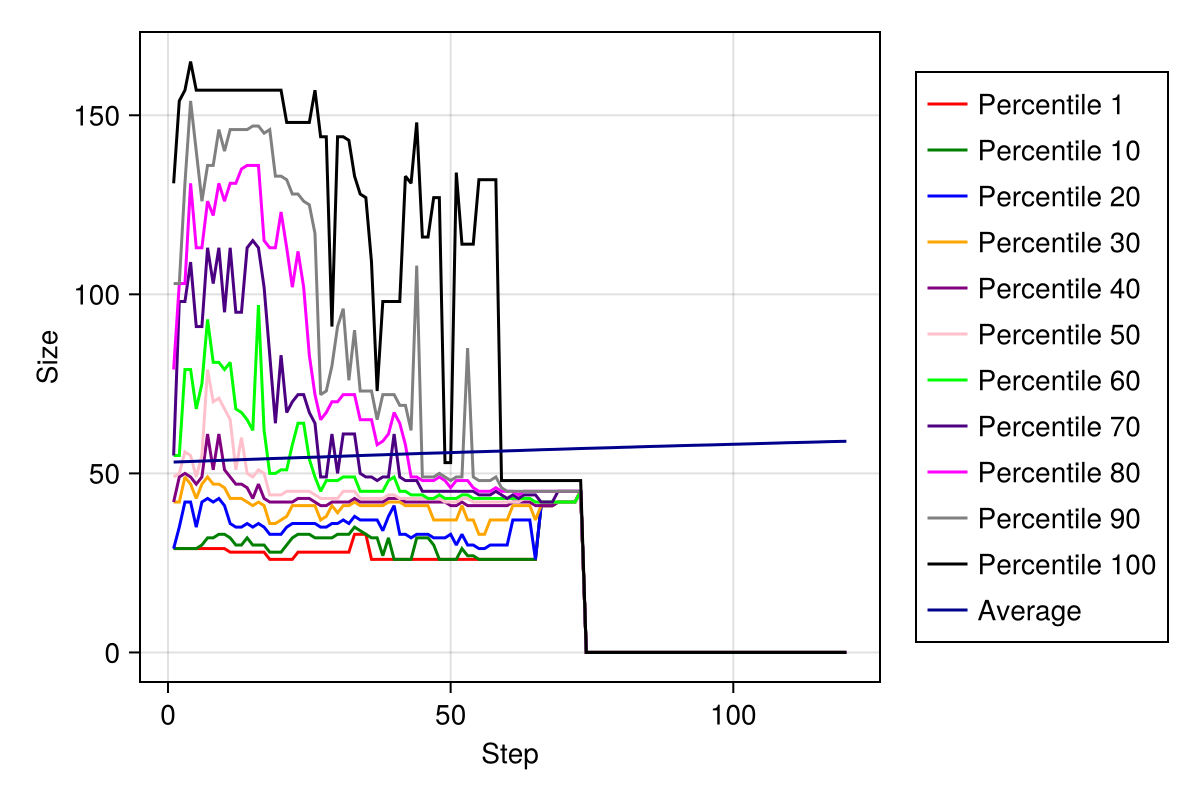 150
100
50
0
Size
0
50
100
Step
Percentile 1
Percentile 10
Percentile 20
Percentile 30
Percentile 40
Percentile 50
Percentile 60
Percentile 70
Percentile 80
Percentile 90
Percentile 100
Average